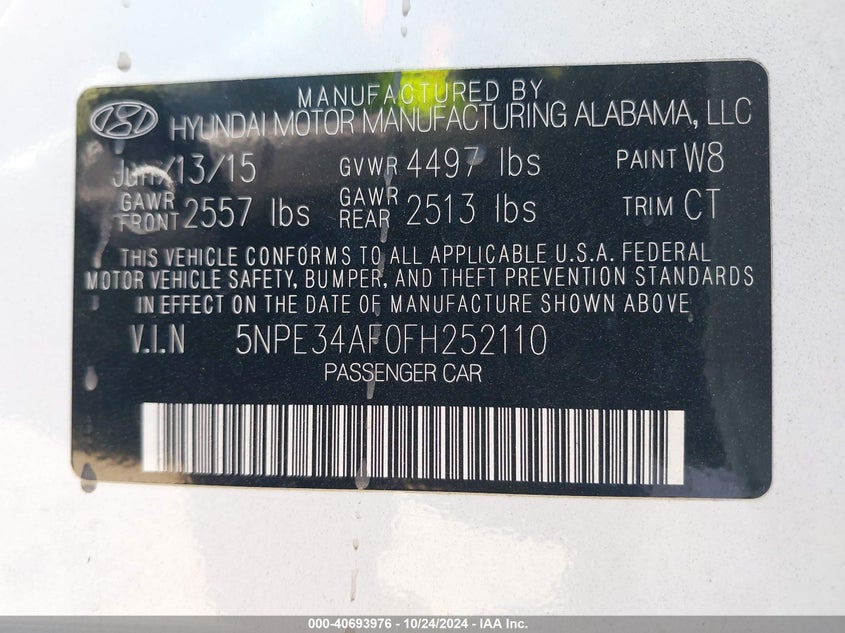 MANUFACTURED BY
HYUNDAI MOTOR MANUFACTURING ALABAMA, LLC
/13/15 GVWR 4497 lbs PAINT W8
GAWR FRONT 2557 lbs GAWR REAR 2513 lbs TRIM CT
THIS VEHICLE CONFORMS TO ALL APPLICABLE U.S.A. FEDERAL
MOTOR VEHICLE SAFETY, BUMPER, AND THEFT PREVENTION STANDARDS
IN EFFECT ON THE DATE OF MANUFACTURE SHOWN ABOVE
V.I.N 5NPE34AF0FH252110
PASSENGER CAR
000-40693976 - 10/24/2024 - IAA Inc.